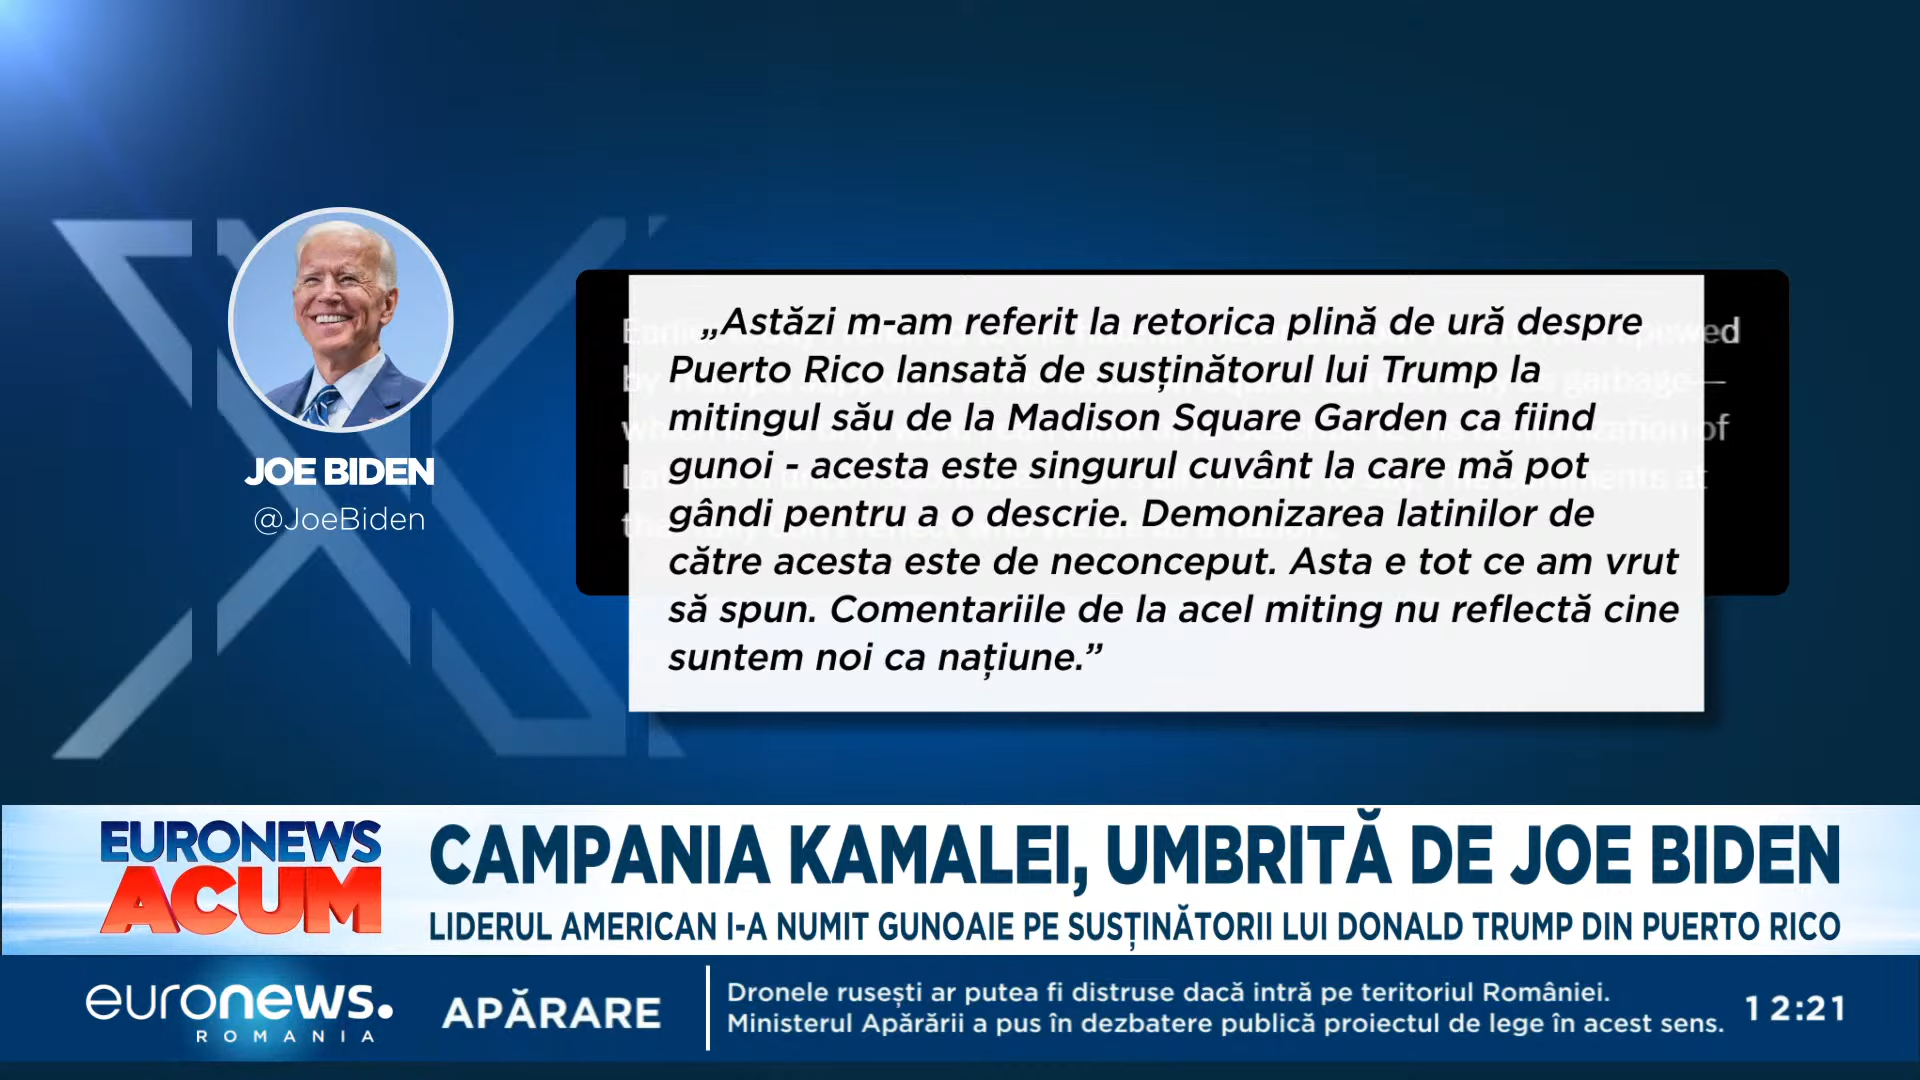 „Astăzi m-am referit la retorica plină de ură despre
Puerto Rico lansată de susținătorul lui Trump la
mitingul său de la Madison Square Garden ca fiind
gunoi - acesta este singurul cuvânt la care mă pot
gândi pentru a o descrie. Demonizarea latinilor de
către acesta este de neconceput. Asta e tot ce am vrut
să spun. Comentariile de la acel miting nu reflectă cine
suntem noi ca națiune.”
JOE BIDEN
@JoeBiden
EURONEWS
ACUM
CAMPANIA KAMALEI, UMBRITĂ DE JOE BIDEN
LIDERUL AMERICAN I-A NUMIT GUNOAIE PE SUSȚINĂTORII LUI DONALD TRUMP DIN PUERTO RICO
euronews.
ROMANIA
APĂRARE
Dronele rusești ar putea fi distruse dacă intră pe teritoriul României.
Ministerul Apărării a pus în dezbatere publică proiectul de lege în acest sens.
12:21